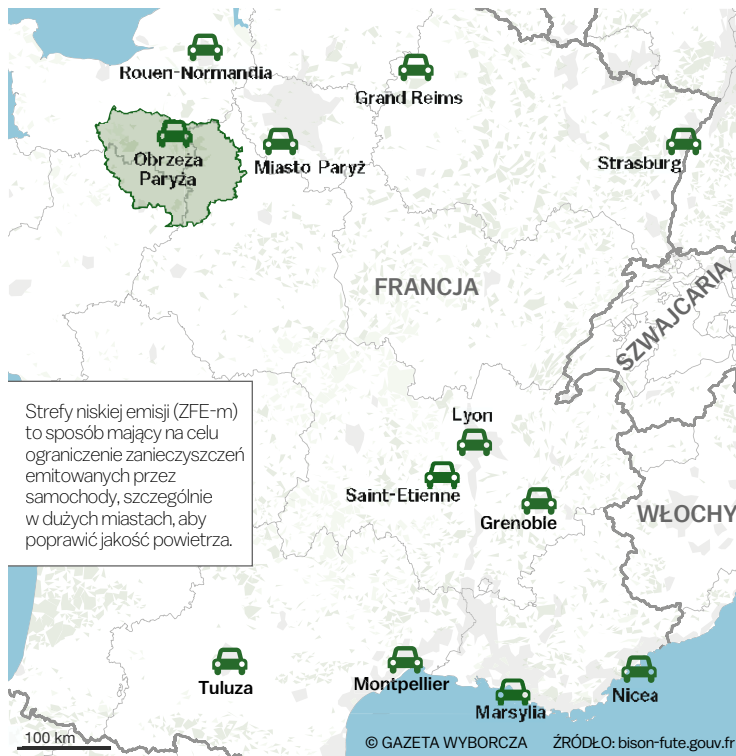 Rouen-Normandia
Grand Reims
Obrzeża
Paryża
Miasto Paryż
Strasburg
FRANCJA
SZWAJCARIA
Strefy niskiej emisji (ZFE-m)
to sposób mający na celu
ograniczenie zanieczyszczeń
emitowanych przez
samochody, szczególnie
w dużych miastach, aby
poprawić jakość powietrza.
Lyon
Saint-Etienne
Grenoble
WŁOCHY
Tuluza
Montpellier
Marsylia
Nicea
100 km
© GAZETA WYBORCZA ŹRÓDŁO: bison-fute.gouv.fr